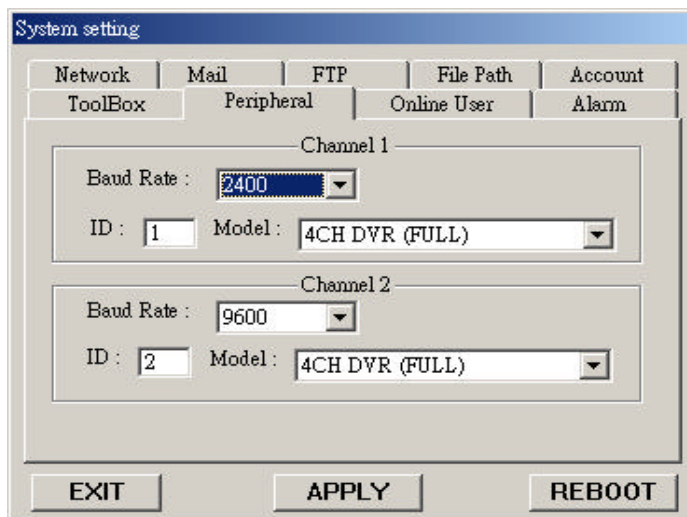 System setting
Network Mail FTP File Path Account
ToolBox Peripheral Online User Alarm
Channel 1
Baud Rate : 2400
ID : 1 Model : 4CH DVR (FULL)
Channel 2
Baud Rate : 9600
ID : 2 Model : 4CH DVR (FULL)
EXIT APPLY REBOOT